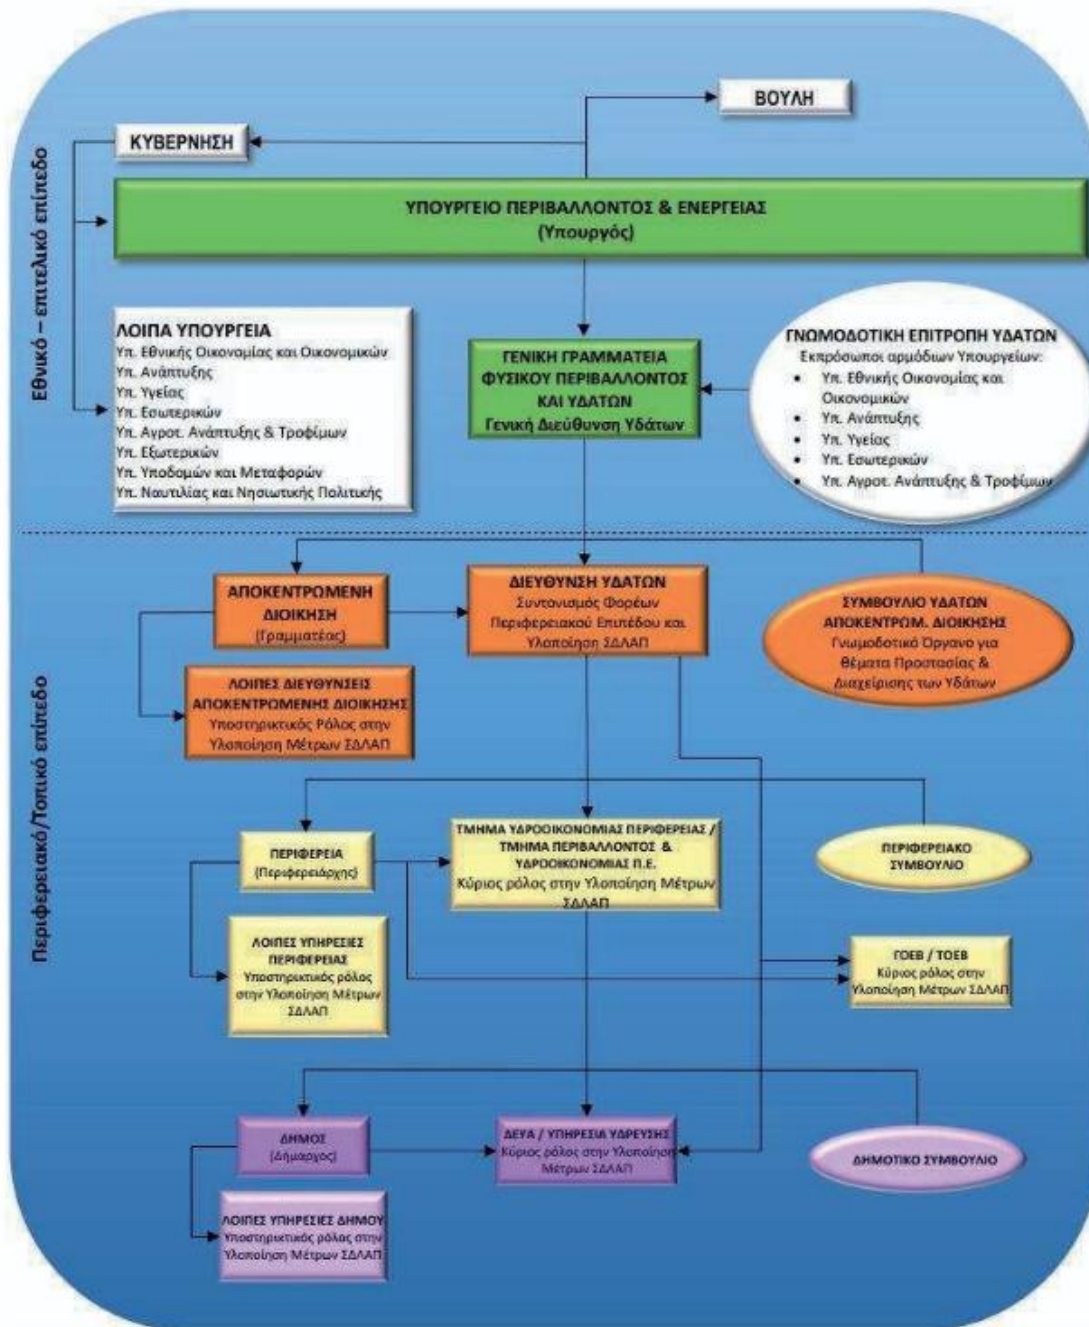 Εθνικό – επιτελικό επίπεδο
ΒΟΥΛΗ
ΚΥΒΕΡΝΗΣΗ
ΥΠΟΥΡΓΕΙΟ ΠΕΡΙΒΑΛΛΟΝΤΟΣ & ΕΝΕΡΓΕΙΑΣ
(Υπουργός)
ΛΟΙΠΑ ΥΠΟΥΡΓΕΙΑ
Υπ. Εθνικής Οικονομίας και Οικονομικών
Υπ. Ανάπτυξης
Υπ. Υγείας
Υπ. Εσωτερικών
Υπ. Αγροτ. Ανάπτυξης & Τροφίμων
Υπ. Εξωτερικών
Υπ. Υποδομών και Μεταφορών
Υπ. Ναυτιλίας και Νησιωτικής Πολιτικής
ΓΕΝΙΚΗ ΓΡΑΜΜΑΤΕΙΑ
ΦΥΣΙΚΟΥ ΠΕΡΙΒΑΛΛΟΝΤΟΣ
ΚΑΙ ΥΔΑΤΩΝ
Γενική Διεύθυνση Υδάτων
ΓΝΩΜΟΔΟΤΙΚΗ ΕΠΙΤΡΟΠΗ ΥΔΑΤΩΝ
Εκπρόσωποι αρμόδιων Υπουργείων:
• Υπ. Εθνικής Οικονομίας και
Οικονομικών
• Υπ. Ανάπτυξης
• Υπ. Υγείας
• Υπ. Εσωτερικών
• Υπ. Αγροτ. Ανάπτυξης & Τροφίμων
Περιφερειακό/Τοπικό επίπεδο
ΑΠΟΚΕΝΤΡΩΜΕΝΗ
ΔΙΟΙΚΗΣΗ
(Γραμματέας)
ΔΙΕΥΘΥΝΣΗ ΥΔΑΤΩΝ
Συντονισμός Φορέων
Περιφερειακού Επιπέδου και
Υλοποίηση ΣΔΛΑΠ
ΣΥΜΒΟΥΛΙΟ ΥΔΑΤΩΝ
ΑΠΟΚΕΝΤΡΩΜ. ΔΙΟΙΚΗΣΗΣ
Γνωμοδοτικό Όργανο για
θέματα Προστασίας &
Διαχείρισης των Υδάτων
ΛΟΙΠΕΣ ΔΙΕΥΘΥΝΣΕΙΣ
ΑΠΟΚΕΝΤΡΩΜΕΝΗΣ ΔΙΟΙΚΗΣΗΣ
Υποστηρικτικός Ρόλος στην
Υλοποίηση Μέτρων ΣΔΛΑΠ
ΠΕΡΙΦΕΡΕΙΑ
(Περιφερειάρχης)
ΤΜΗΜΑ ΥΔΡΟΟΙΚΟΝΟΜΙΑΣ ΠΕΡΙΦΕΡΕΙΑΣ /
ΤΜΗΜΑ ΠΕΡΙΒΑΛΛΟΝΤΟΣ &
ΥΔΡΟΟΙΚΟΝΟΜΙΑΣ Π.Ε.
Κύριος ρόλος στην Υλοποίηση Μέτρων
ΣΔΛΑΠ
ΠΕΡΙΦΕΡΕΙΑΚΟ
ΣΥΜΒΟΥΛΙΟ
ΛΟΙΠΕΣ ΥΠΗΡΕΣΙΕΣ
ΠΕΡΙΦΕΡΕΙΑΣ
Υποστηρικτικός ρόλος
στην Υλοποίηση Μέτρων
ΣΔΛΑΠ
ΓΟΕΒ / ΤΟΕΒ
Κύριος ρόλος στην
Υλοποίηση Μέτρων ΣΔΛΑΠ
ΔΗΜΟΣ
(Δήμαρχος)
ΔΕΥΑ / ΥΠΗΡΕΣΙΑ ΥΔΡΕΥΣΗΣ
Κύριος ρόλος στην Υλοποίηση
Μέτρων ΣΔΛΑΠ
ΔΗΜΟΤΙΚΟ ΣΥΜΒΟΥΛΙΟ
ΛΟΙΠΕΣ ΥΠΗΡΕΣΙΕΣ ΔΗΜΟΥ
Υποστηρικτικός ρόλος στην
Υλοποίηση Μέτρων ΣΔΛΑΠ